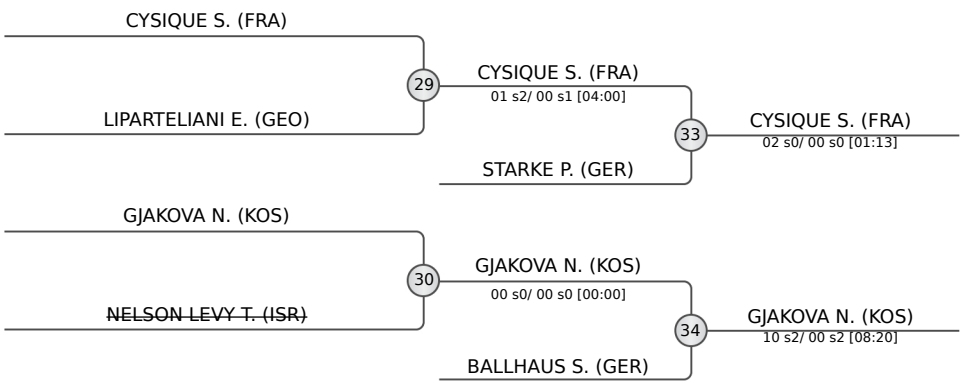 CYSIQUE S. (FRA)
29
CYSIQUE S. (FRA)
01 s2/ 00 s1 [04:00]
LIPARTELIANI E. (GEO)
33
CYSIQUE S. (FRA)
02 s0/ 00 s0 [01:13]
STARKE P. (GER)
GJAKOVA N. (KOS)
30
GJAKOVA N. (KOS)
00 s0/ 00 s0 [00:00]
NELSON LEVY T. (ISR)
34
GJAKOVA N. (KOS)
10 s2/ 00 s2 [08:20]
BALLHAUS S. (GER)